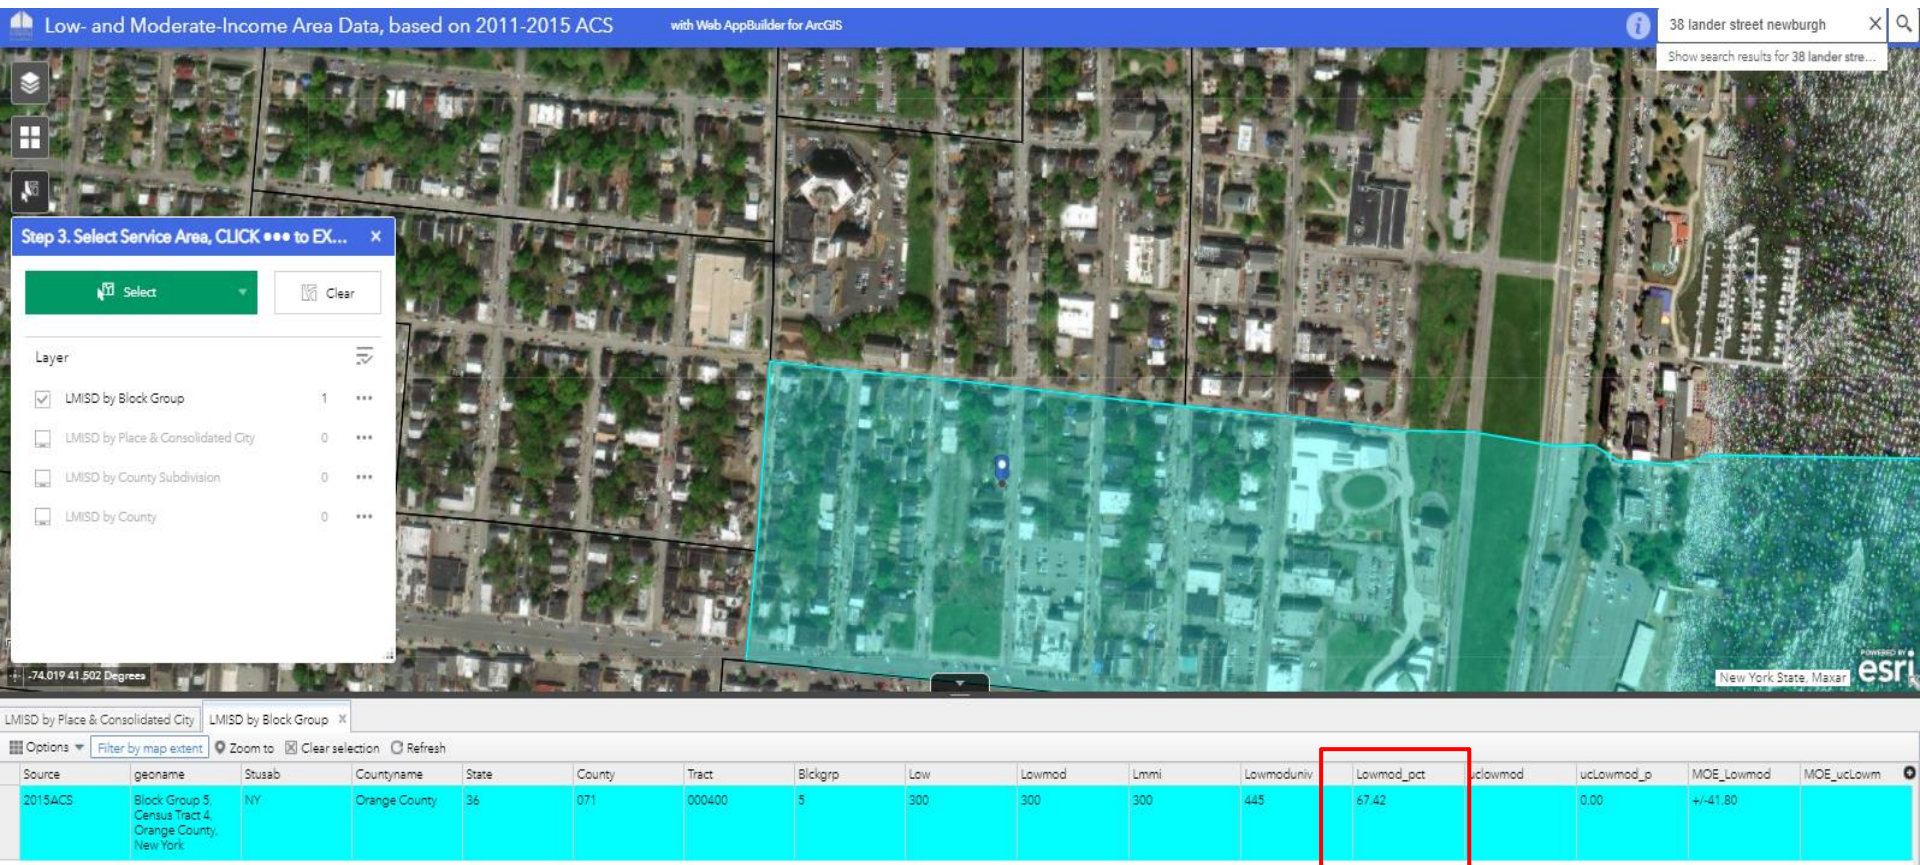 Low- and Moderate-Income Area Data, based on 2011-2015 ACS
with Web AppBuilder for ArcGIS
38 lander street newburgh
Show search results for 38 lander stre...
Step 3. Select Service Area, CLICK ●●● to EX...
Select
Clear
Layer
LMISD by Block Group 1
LMISD by Place & Consolidated City 0
LMISD by County Subdivision 0
LMISD by County 0
-74.019 41.502 Degrees
POWERED BY
esri
New York State, Maxar
LMISD by Place & Consolidated City LMISD by Block Group
Options Filter by map extent Zoom to Clear selection Refresh
Source geoname Stusab Countyname State County Tract Blckgrp Low Lowmod Lmmi Lowmoduniv Lowmod_pct uclowmod ucLowmod_p MOE_Lowmod MOE_ucLowm
2015ACS Block Group 5, NY Orange County 36 071 000400 5 300 300 300 445 67.42 0.00 +/-41.80
Census Tract 4,
Orange County,
New York